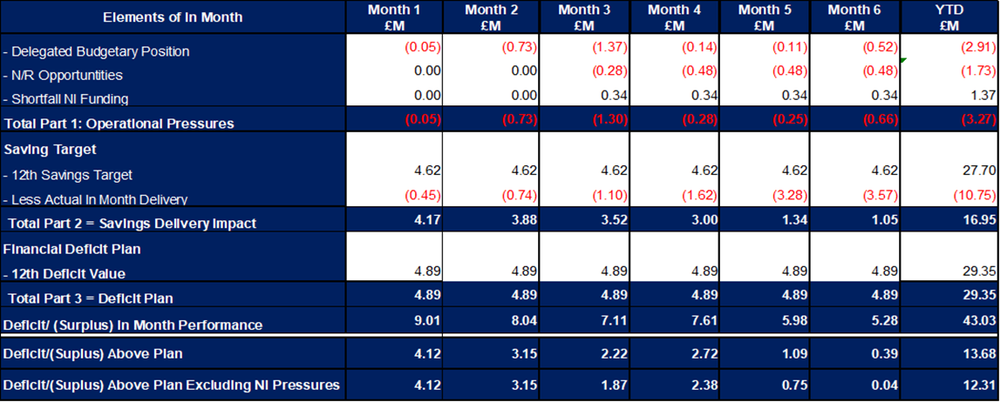 Elements of In Month Month 1 £M Month 2 £M Month 3 £M Month 4 £M Month 5 £M Month 6 £M YTD £M
- Delegated Budgetary Position (0.05) (0.73) (1.37) (0.14) (0.11) (0.52) (2.91)
- N/R Opportuntities 0.00 0.00 (0.28) (0.48) (0.48) (0.48) (1.73)
- Shortfall NI Funding 0.00 0.00 0.34 0.34 0.34 0.34 1.37
Total Part 1: Operational Pressures (0.05) (0.73) (1.30) (0.28) (0.25) (0.66) (3.27)
Saving Target
- 12th Savings Target 4.62 4.62 4.62 4.62 4.62 4.62 27.70
- Less Actual In Month Delivery (0.45) (0.74) (1.10) (1.62) (3.28) (3.57) (10.75)
Total Part 2 = Savings Delivery Impact 4.17 3.88 3.52 3.00 1.34 1.05 16.95
Financial Deficit Plan
- 12th Deficit Value 4.89 4.89 4.89 4.89 4.89 4.89 29.35
Total Part 3 = Deficit Plan 4.89 4.89 4.89 4.89 4.89 4.89 29.35
Deficit/ (Surplus) In Month Performance 9.01 8.04 7.11 7.61 5.98 5.28 43.03
Deficit/(Suplus) Above Plan 4.12 3.15 2.22 2.72 1.09 0.39 13.68
Deficit/(Suplus) Above Plan Excluding NI Pressures 4.12 3.15 1.87 2.38 0.75 0.04 12.31